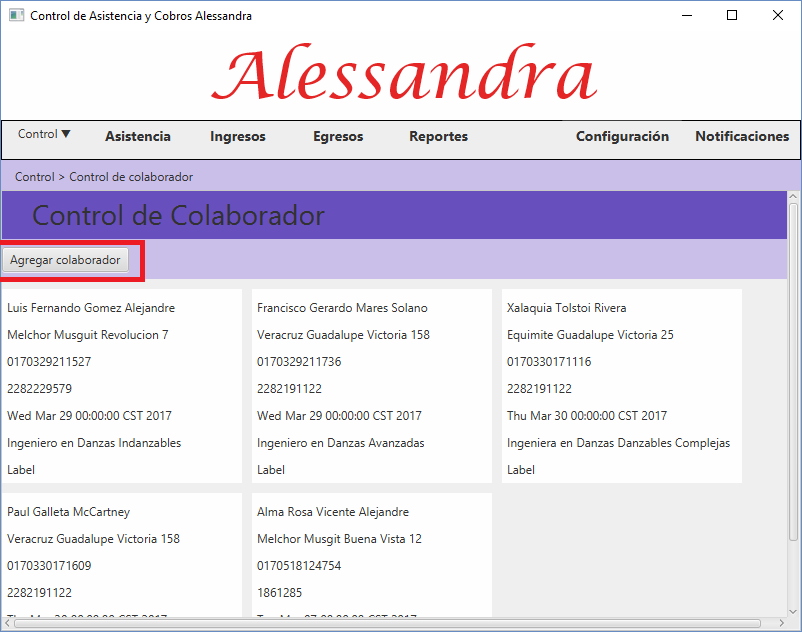 Control de Asistencia y Cobros Alessandra
Alessandra
Control ▼ Asistencia Ingresos Egresos Reportes Configuración Notificaciones
Control > Control de colaborador
Control de Colaborador
Agregar colaborador
Luis Fernando Gomez Alejandre
Melchor Musguit Revolucion 7
0170329211527
2282229579
Wed Mar 29 00:00:00 CST 2017
Ingeniero en Danzas Indanzables
Label
Francisco Gerardo Mares Solano
Veracruz Guadalupe Victoria 158
0170329211736
2282191122
Wed Mar 29 00:00:00 CST 2017
Ingeniero en Danzas Avanzadas
Label
Xalaquia Tolstoi Rivera
Equimite Guadalupe Victoria 25
0170330171116
2282191122
Thu Mar 30 00:00:00 CST 2017
Ingeniera en Danzas Danzables Complejas
Label
Paul Galleta McCartney
Veracruz Guadalupe Victoria 158
0170330171609
2282191122
Alma Rosa Vicente Alejandre
Melchor Musgit Buena Vista 12
0170518124754
1861285